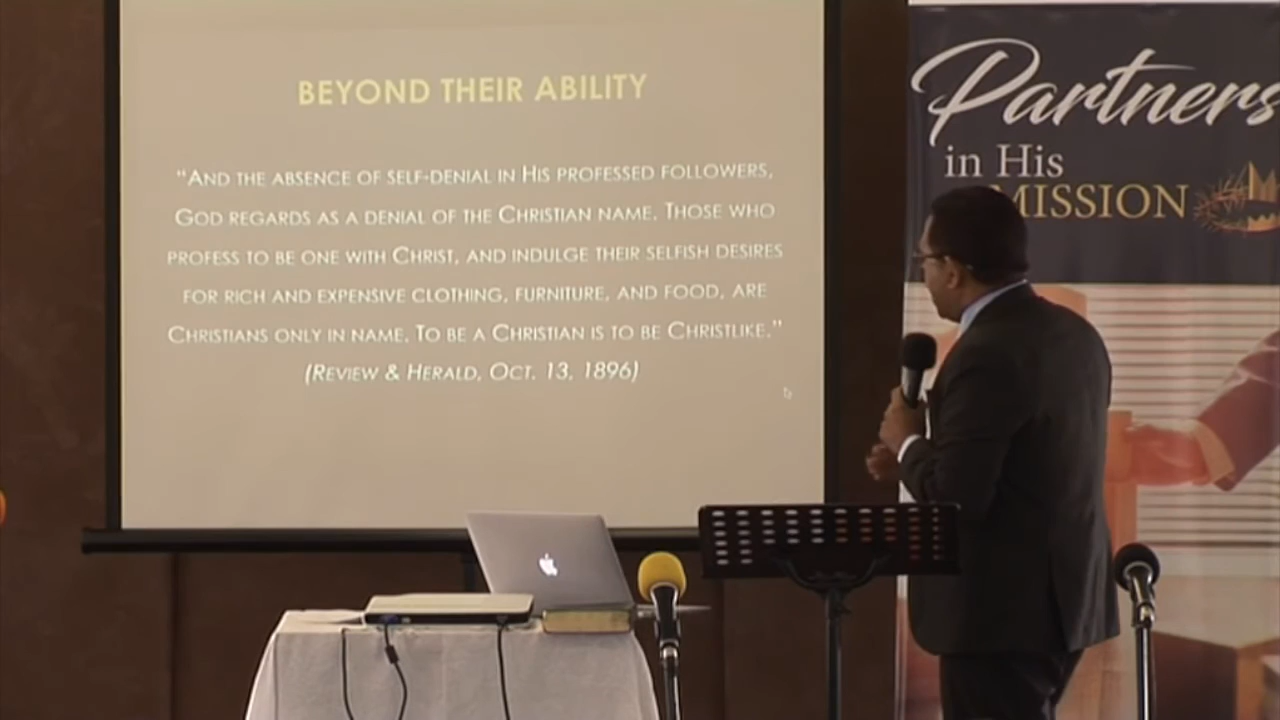 BEYOND THEIR ABILITY
“AND THE ABSENCE OF SELF-DENIAL IN HIS PROFESSED FOLLOWERS,
GOD REGARDS AS A DENIAL OF THE CHRISTIAN NAME. THOSE WHO
PROFESS TO BE ONE WITH CHRIST, AND INDULGE THEIR SELFISH DESIRES
FOR RICH AND EXPENSIVE CLOTHING, FURNITURE, AND FOOD, ARE
CHRISTIANS ONLY IN NAME. TO BE A CHRISTIAN IS TO BE CHRISTLIKE.”
(REVIEW & HERALD, OCT. 13, 1896)
Partners
in His
MISSION